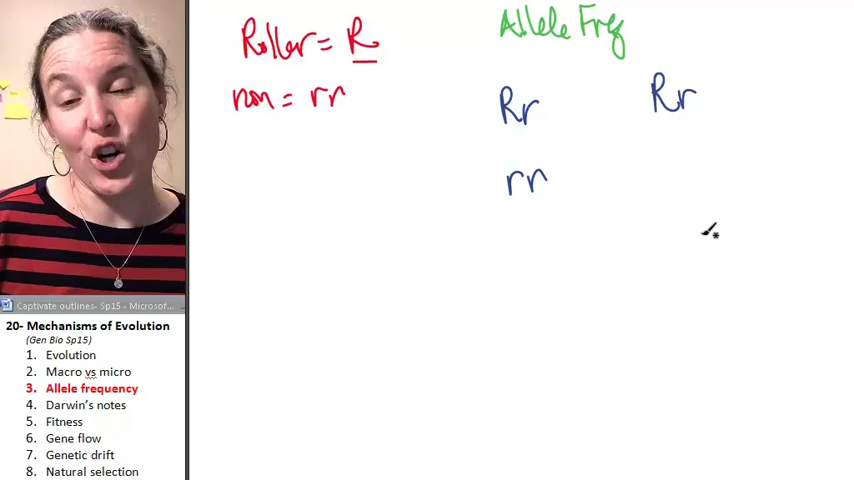 Roller = R
non = rr
Allele Freq
Rr Rr
rr
Captivate outlines- Sp15 - Microsof...
20- Mechanisms of Evolution
(Gen Bio Sp15)
1. Evolution
2. Macro vs micro
3. Allele frequency
4. Darwin's notes
5. Fitness
6. Gene flow
7. Genetic drift
8. Natural selection